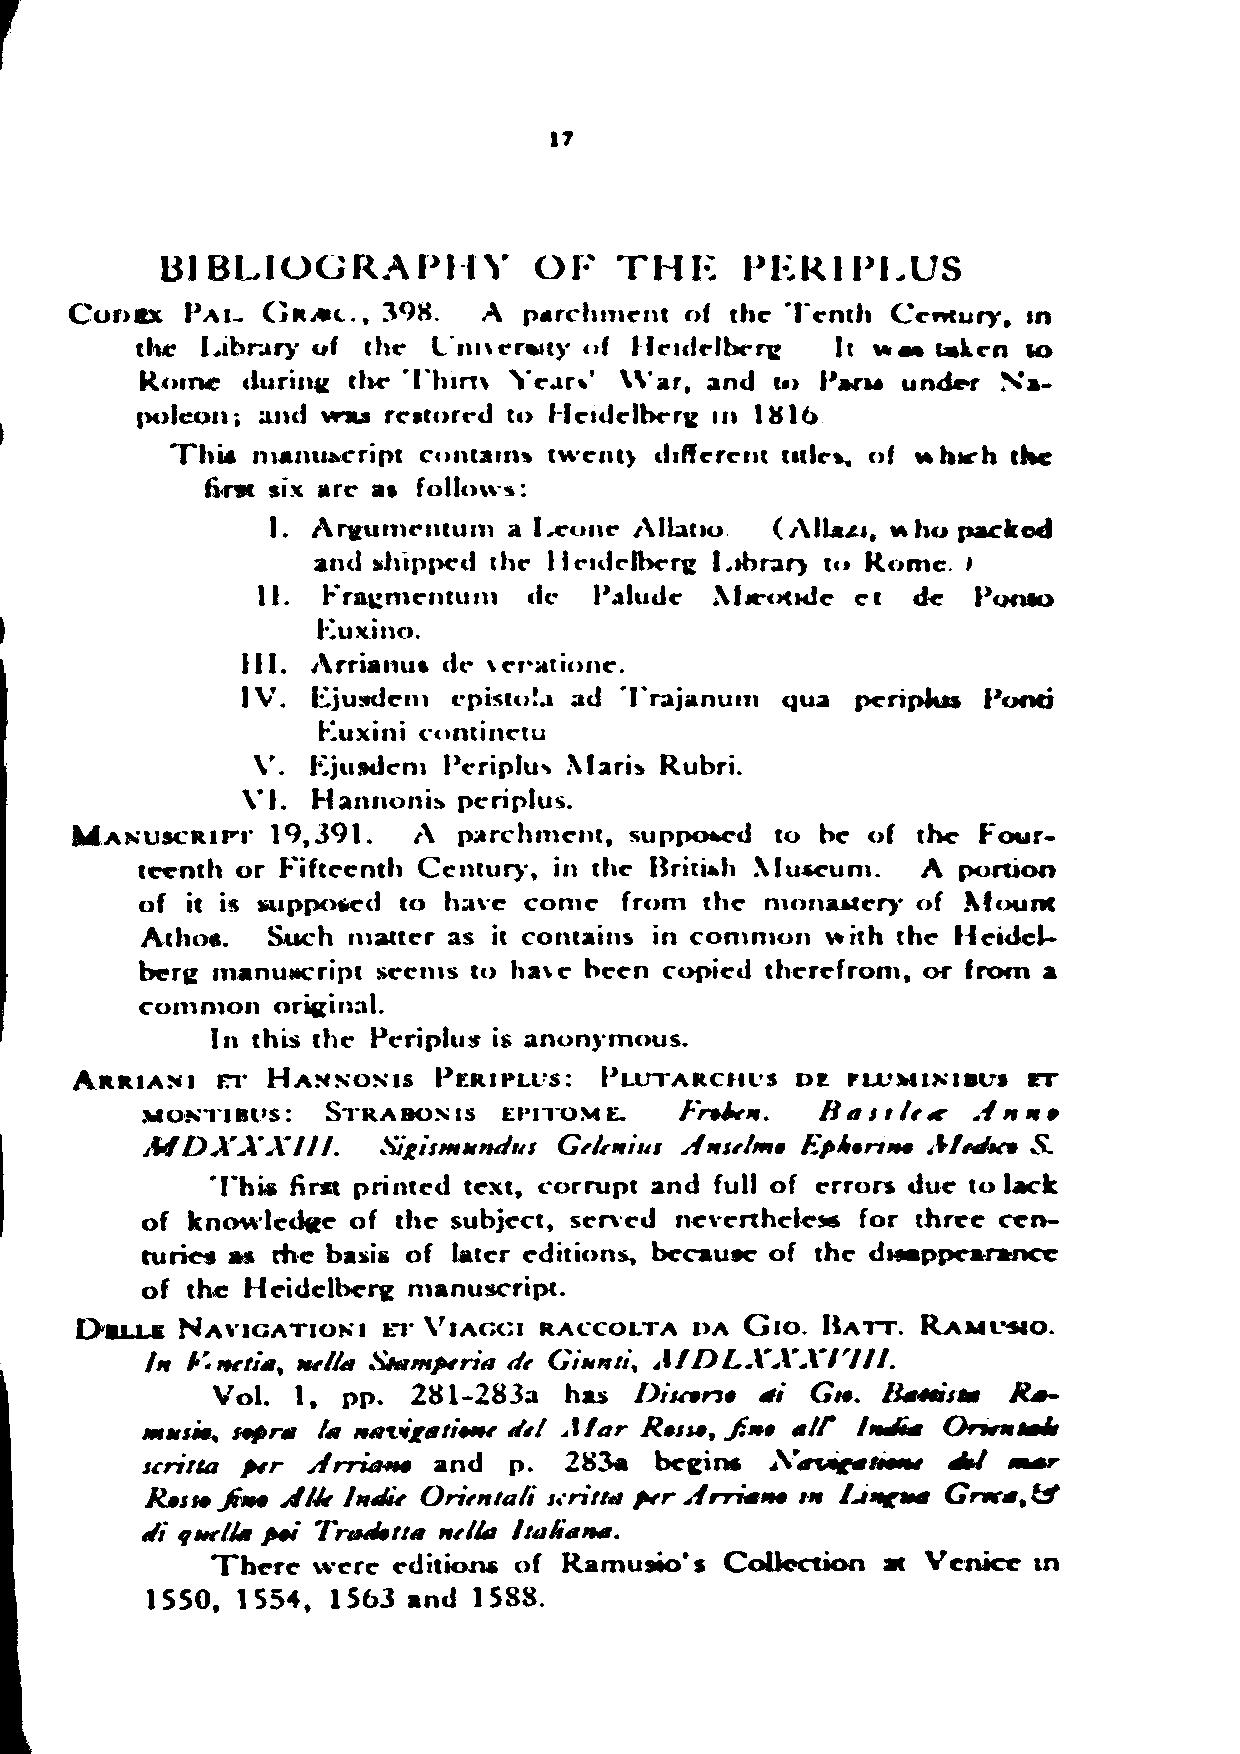 17
BIBLIOGRAPHY OF THE PERIPLUS
CODEX PAL. GRÆC., 398. A parchment of the Tenth Century, in
the Library of the University of Heidelberg It was taken to
Rome during the Thirty Years' War, and to Paris under Na-
poleon; and was restored to Heidelberg in 1816
This manuscript contains twenty different titles, of which the
first six are as follows:
I. Argumentum a Leone Allatio. (Allazi, who packed
and shipped the Heidelberg Library to Rome.)
II. Fragmentum de Palude Mæotide et de Ponto
Euxino.
III. Arrianus de venatione.
IV. Ejusdem epistola ad Trajanum qua periplus Ponti
Euxini continetu
V. Ejusdem Periplus Maris Rubri.
VI. Hannonis periplus.
MANUSCRIPT 19,391. A parchment, supposed to be of the Four-
teenth or Fifteenth Century, in the British Museum. A portion
of it is supposed to have come from the monastery of Mount
Athos. Such matter as it contains in common with the Heidel-
berg manuscript seems to have been copied therefrom, or from a
common original.
In this the Periplus is anonymous.
ARRIANI ET HANNONIS PERIPLUS: PLUTARCHUS DE FLUMINIBUS ET
MONTIBUS: STRABONIS EPITOME. Froben. Basileæ Anno
MDXXXIII. Sigismundus Gelenius Anselmo Ephorino Medico S.
This first printed text, corrupt and full of errors due to lack
of knowledge of the subject, served nevertheless for three cen-
turies as the basis of later editions, because of the disappearance
of the Heidelberg manuscript.
DELLE NAVIGATIONI ET VIAGGI RACCOLTA DA GIO. BATT. RAMUSIO.
In Venetia, nella Stamperia de Giunti, MDLXXXVIII.
Vol. 1, pp. 281-283a has Discorso di Gio. Battista Ra-
musio, sopra la navigatione del Mar Rosso, fino all' India Orientale
scritta per Arriano and p. 283a begins Navigatione del mar
Rosso fino Alle Indie Orientali scritta per Arriano in Lingua Greca, &
di quella poi Tradotta nella Italiana.
There were editions of Ramusio's Collection at Venice in
1550, 1554, 1563 and 1588.